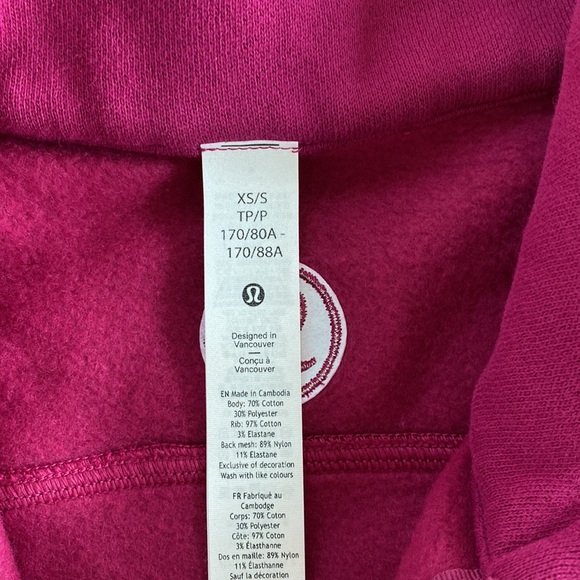 XS/S
TP/P
170/80A -
170/88A
Designed in
Vancouver
Conçu à
Vancouver
EN Made in Cambodia
Body: 70% Cotton
30% Polyester
Rib: 97% Cotton
3% Elastane
Back mesh: 89% Nylon
11% Elastane
Exclusive of decoration
Wash with like colours
FR Fabriqué au
Cambodge
Corps: 70% Coton
30% Polyester
Côte: 97% Coton
3% Élasthanne
Dos en maille: 89% Nylon
11% Élasthanne
Sauf la décoration